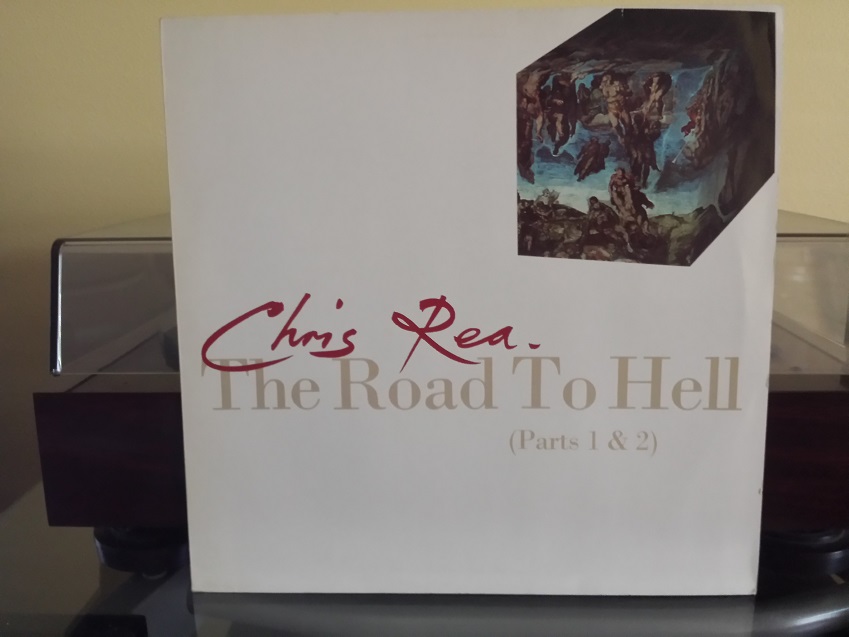 Chris Rea.
The Road To Hell
(Parts 1 & 2)